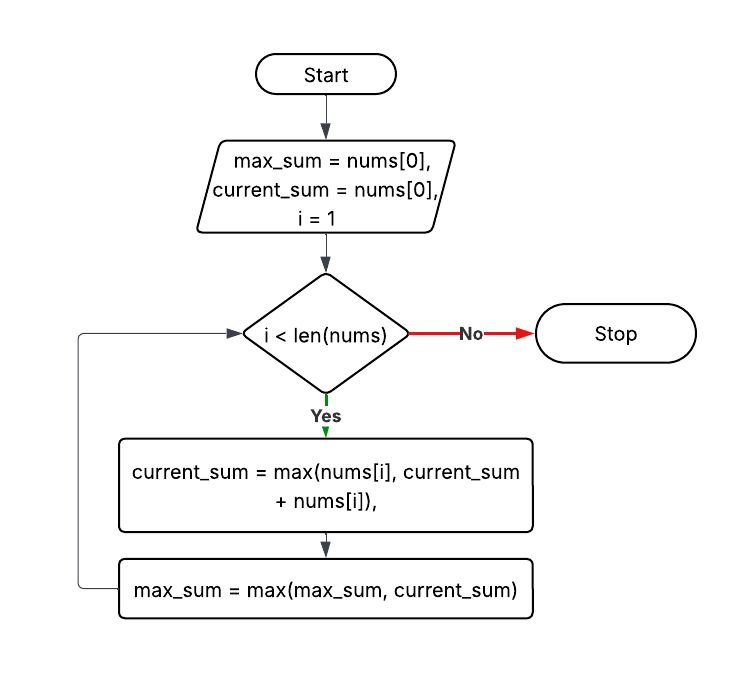 Start
max_sum = nums[0],
current_sum = nums[0],
i = 1
i < len(nums)
No
Stop
Yes
current_sum = max(nums[i], current_sum
+ nums[i]),
max_sum = max(max_sum, current_sum)